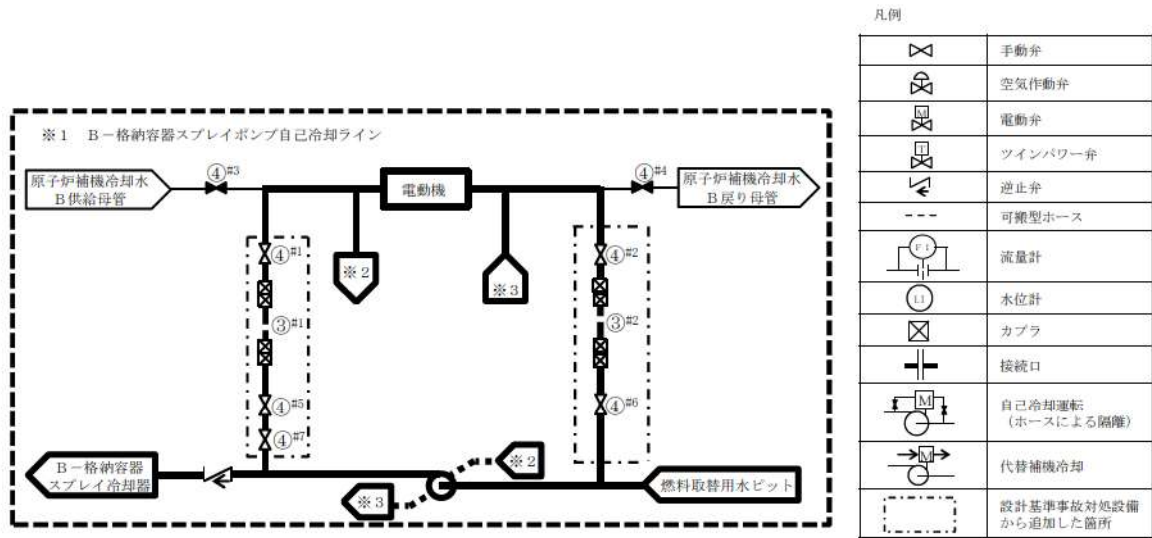 凡例
手動弁
空気作動弁
M
電動弁
T
ツインパワー弁
逆止弁
可搬型ホース
F I
流量計
LI
水位計
カプラ
接続口
M
自己冷却運転
(ホースによる隔離)
M
代替補機冷却
設計基準事故対処設備
から追加した箇所
※1 B-格納容器スプレイポンプ自己冷却ライン
原子炉補機冷却水
B供給母管
④#3
電動機
④#4
原子炉補機冷却水
B戻り母管
④#1
※2
※3
④#2
③#1
③#2
④#5
④#6
④#7
B-格納容器
スプレイ冷却器
※2
※3
燃料取替用水ピット